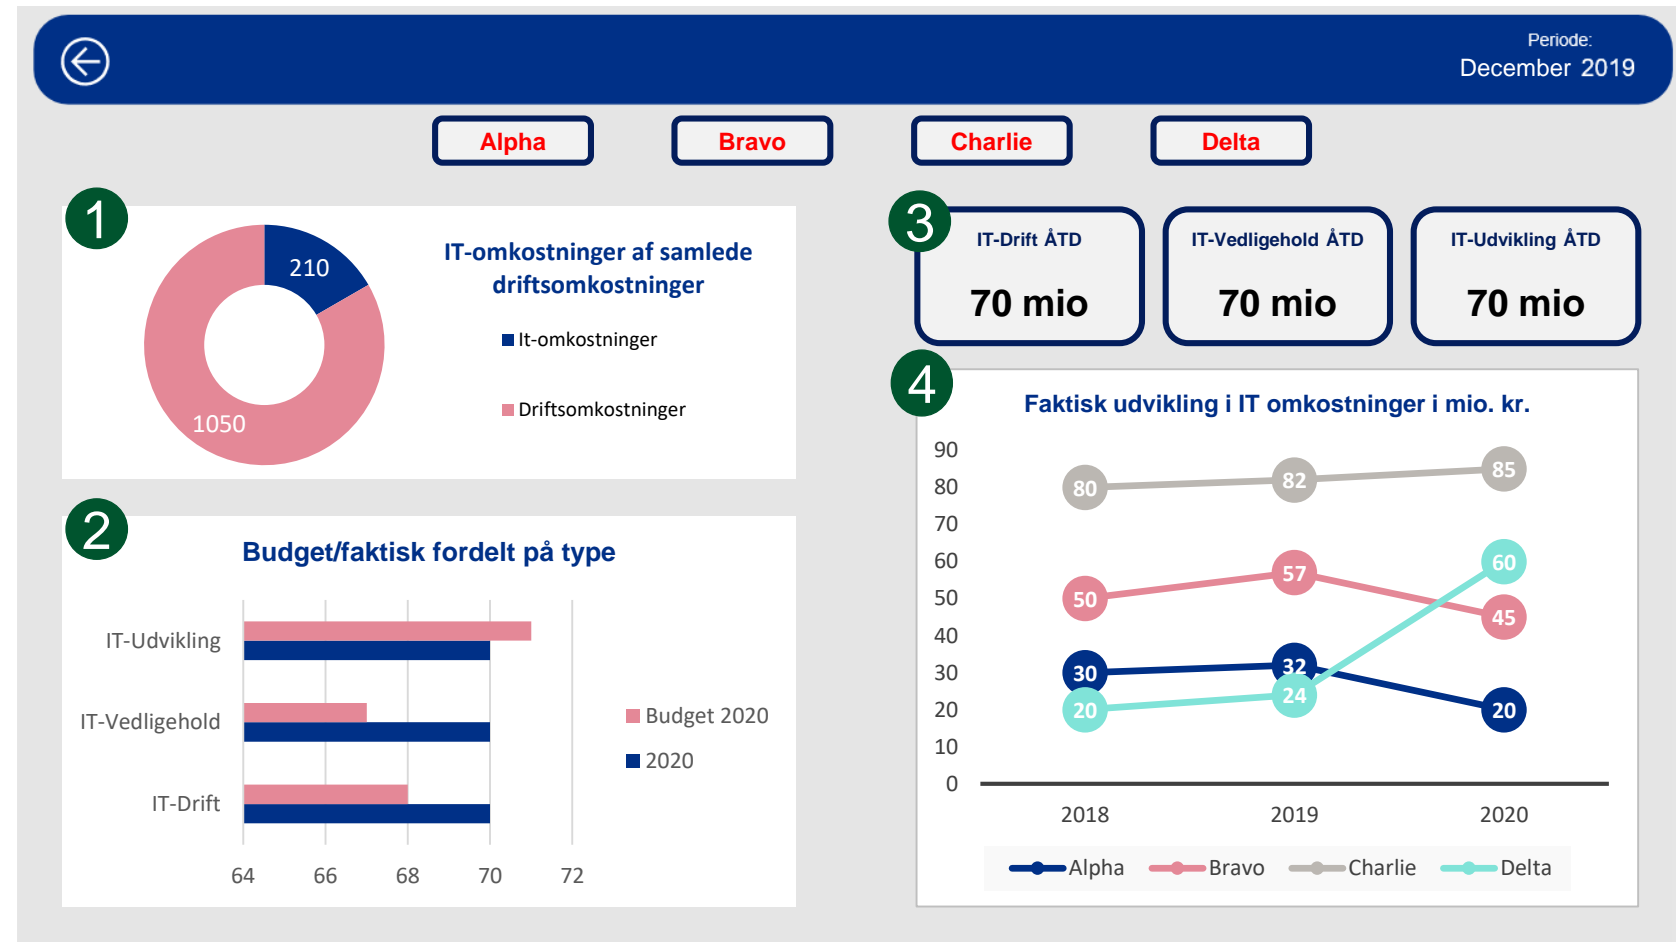 Periode:
December 2019
Alpha
Bravo
Charlie
Delta
1
210
1050
IT-omkostninger af samlede
driftsomkostninger
It-omkostninger
Driftsomkostninger
2
Budget/faktisk fordelt på type
IT-Udvikling
IT-Vedligehold
IT-Drift
64 66 68 70 72
Budget 2020
2020
3
IT-Drift ÅTD
70 mio
IT-Vedligehold ÅTD
70 mio
IT-Udvikling ÅTD
70 mio
4
Faktisk udvikling i IT omkostninger i mio. kr.
90
80
70
60
50
40
30
20
10
0
80 82 85
50 57 45
30 32 20
20 24 60
2018 2019 2020
Alpha Bravo Charlie Delta